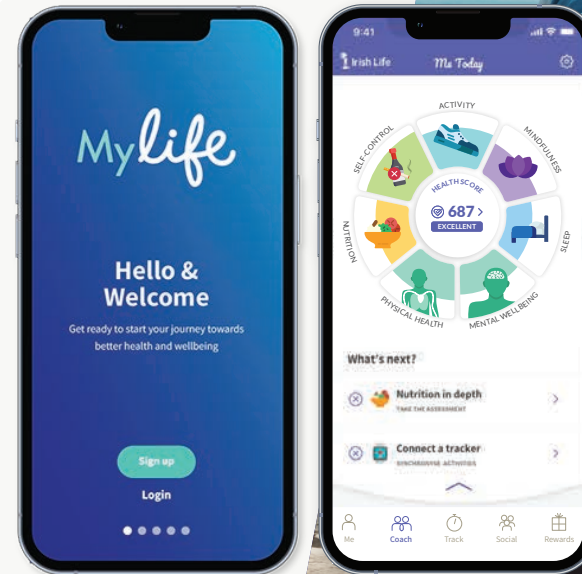 Mylife
Hello &
Welcome
Get ready to start your journey towards
better health and wellbeing
Sign up
Login
9:41
Irish Life
Me Today
ACTIVITY
MINDFULNESS
SLEEP
MENTAL WELLBEING
PHYSICAL HEALTH
NUTRITION
SELF-CONTROL
HEALTH SCORE
687 >
EXCELLENT
What's next?
Nutrition in depth
TAKE THE ASSESSMENT
Connect a tracker
SYNCHRONISE ACTIVITIES
Me
Coach
Track
Social
Rewards